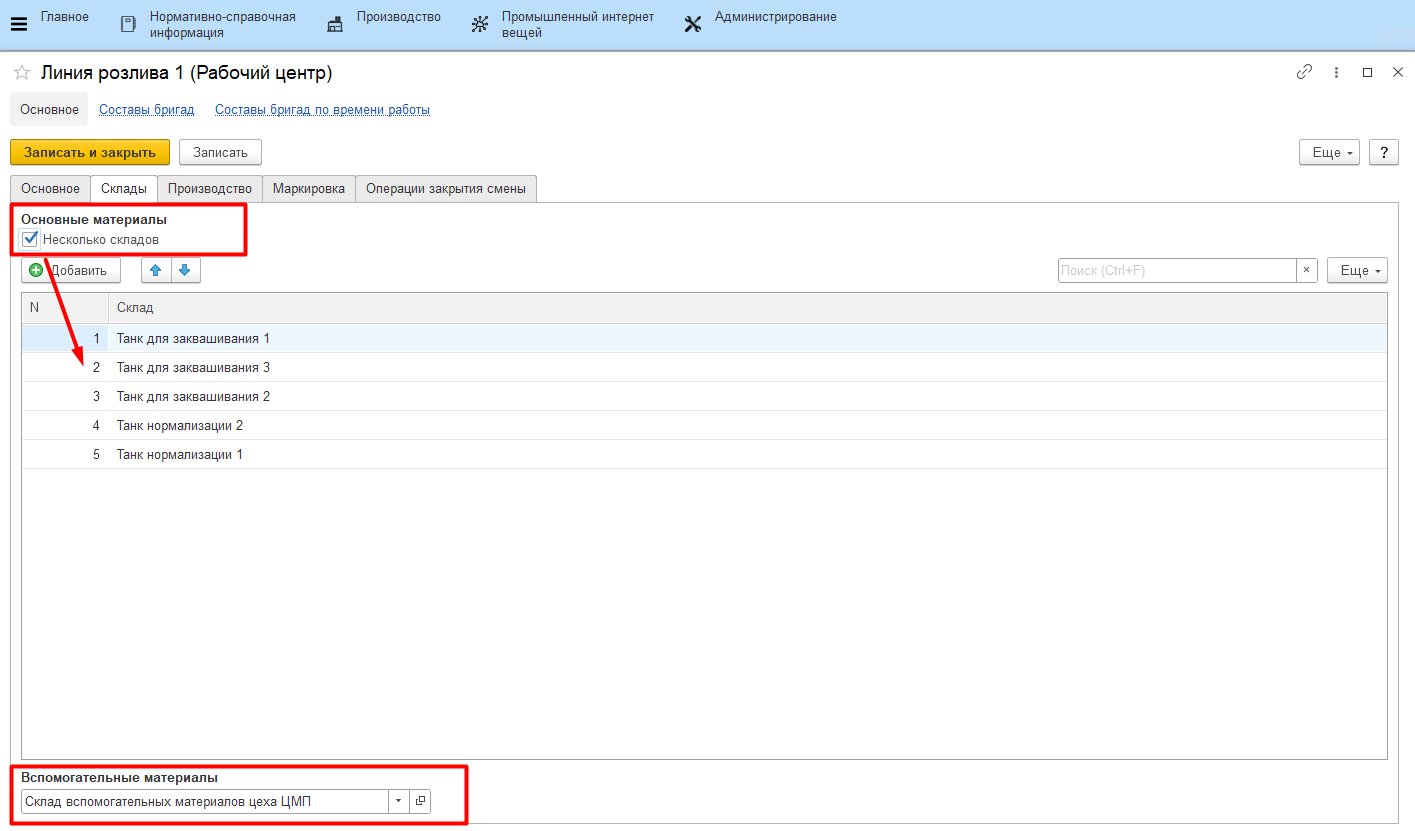 Главное
Нормативно-справочная
информация
Производство
Промышленный интернет
вещей
Администрирование
Линия розлива 1 (Рабочий центр)
Основное Составы бригад Составы бригад по времени работы
Записать и закрыть Записать Еще ?
Основное Склады Производство Маркировка Операции закрытия смены
Основные материалы
Несколько складов
Добавить Поиск (Ctrl+F) × Еще
N Склад
1 Танк для заквашивания 1
2 Танк для заквашивания 3
3 Танк для заквашивания 2
4 Танк нормализации 2
5 Танк нормализации 1
Вспомогательные материалы
Склад вспомогательных материалов цеха ЦМП